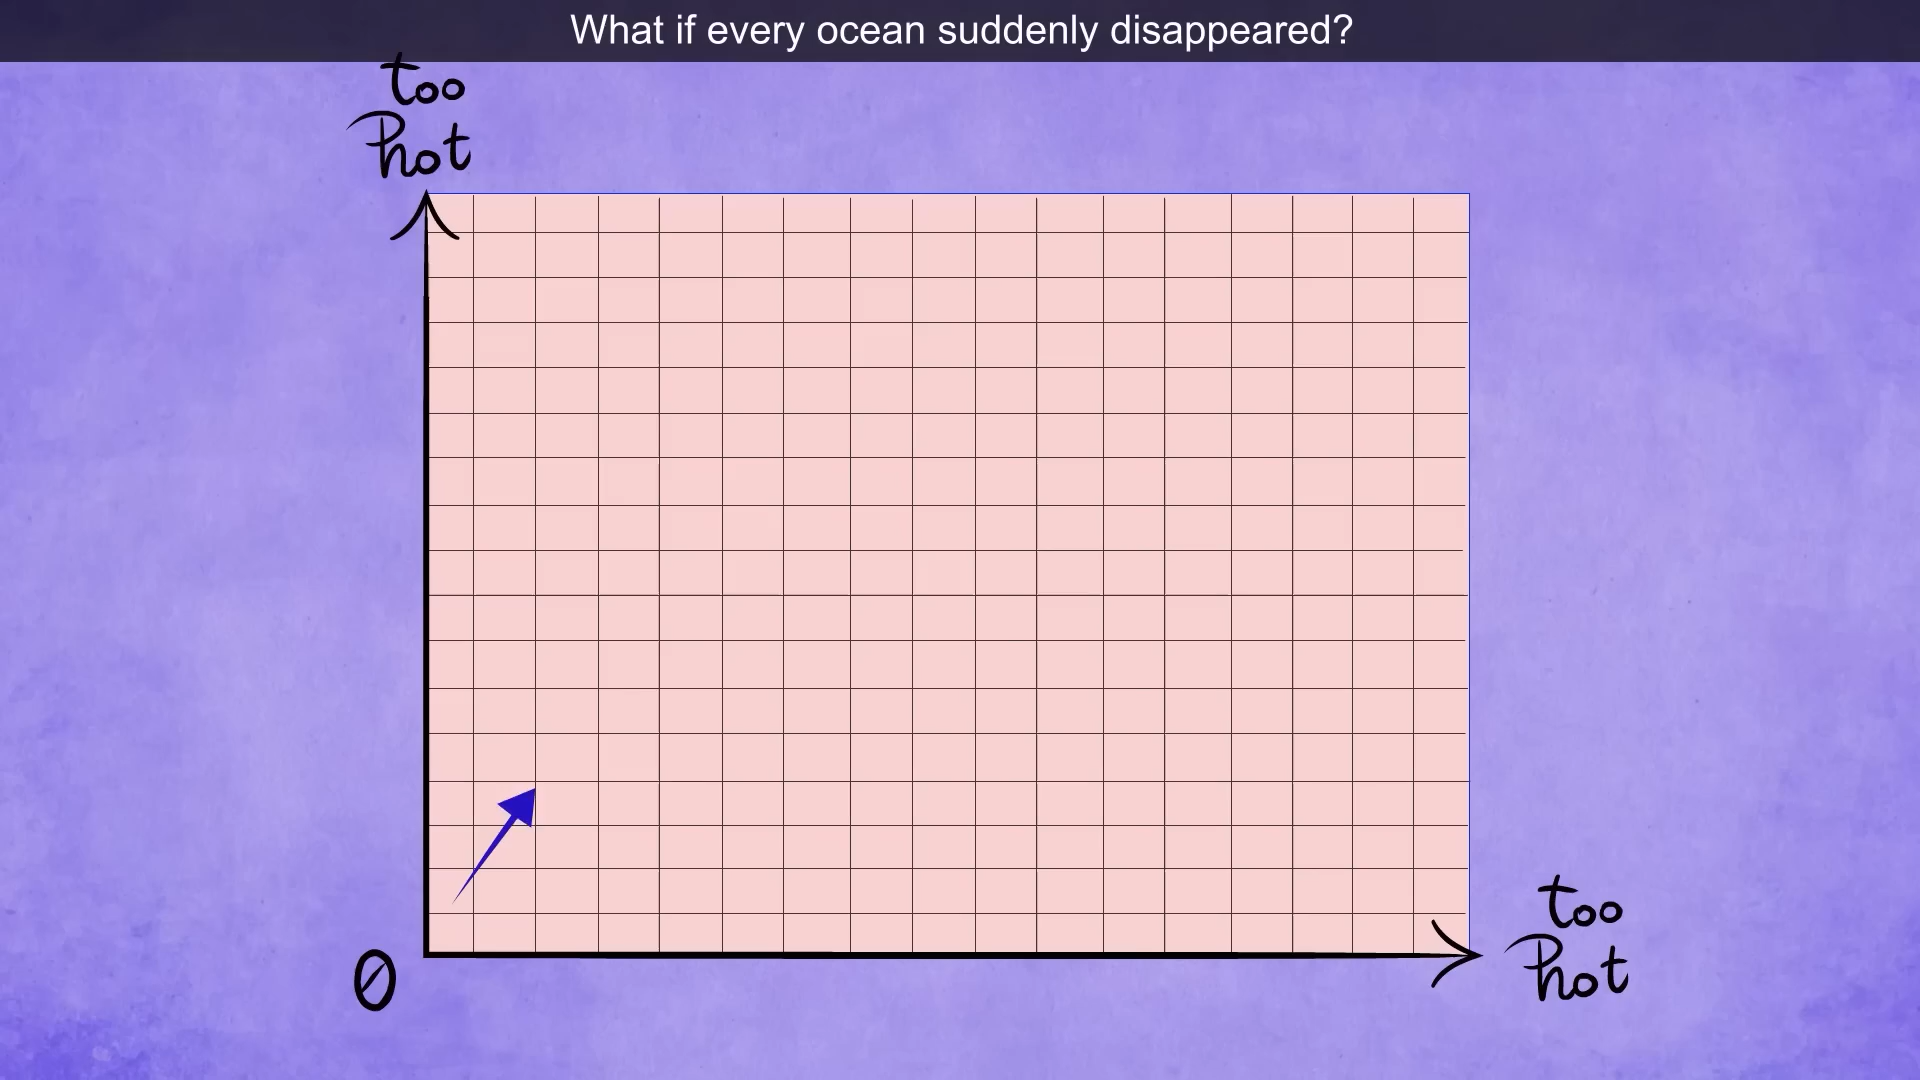 What if every ocean suddenly disappeared?
too
hot
0
too
hot